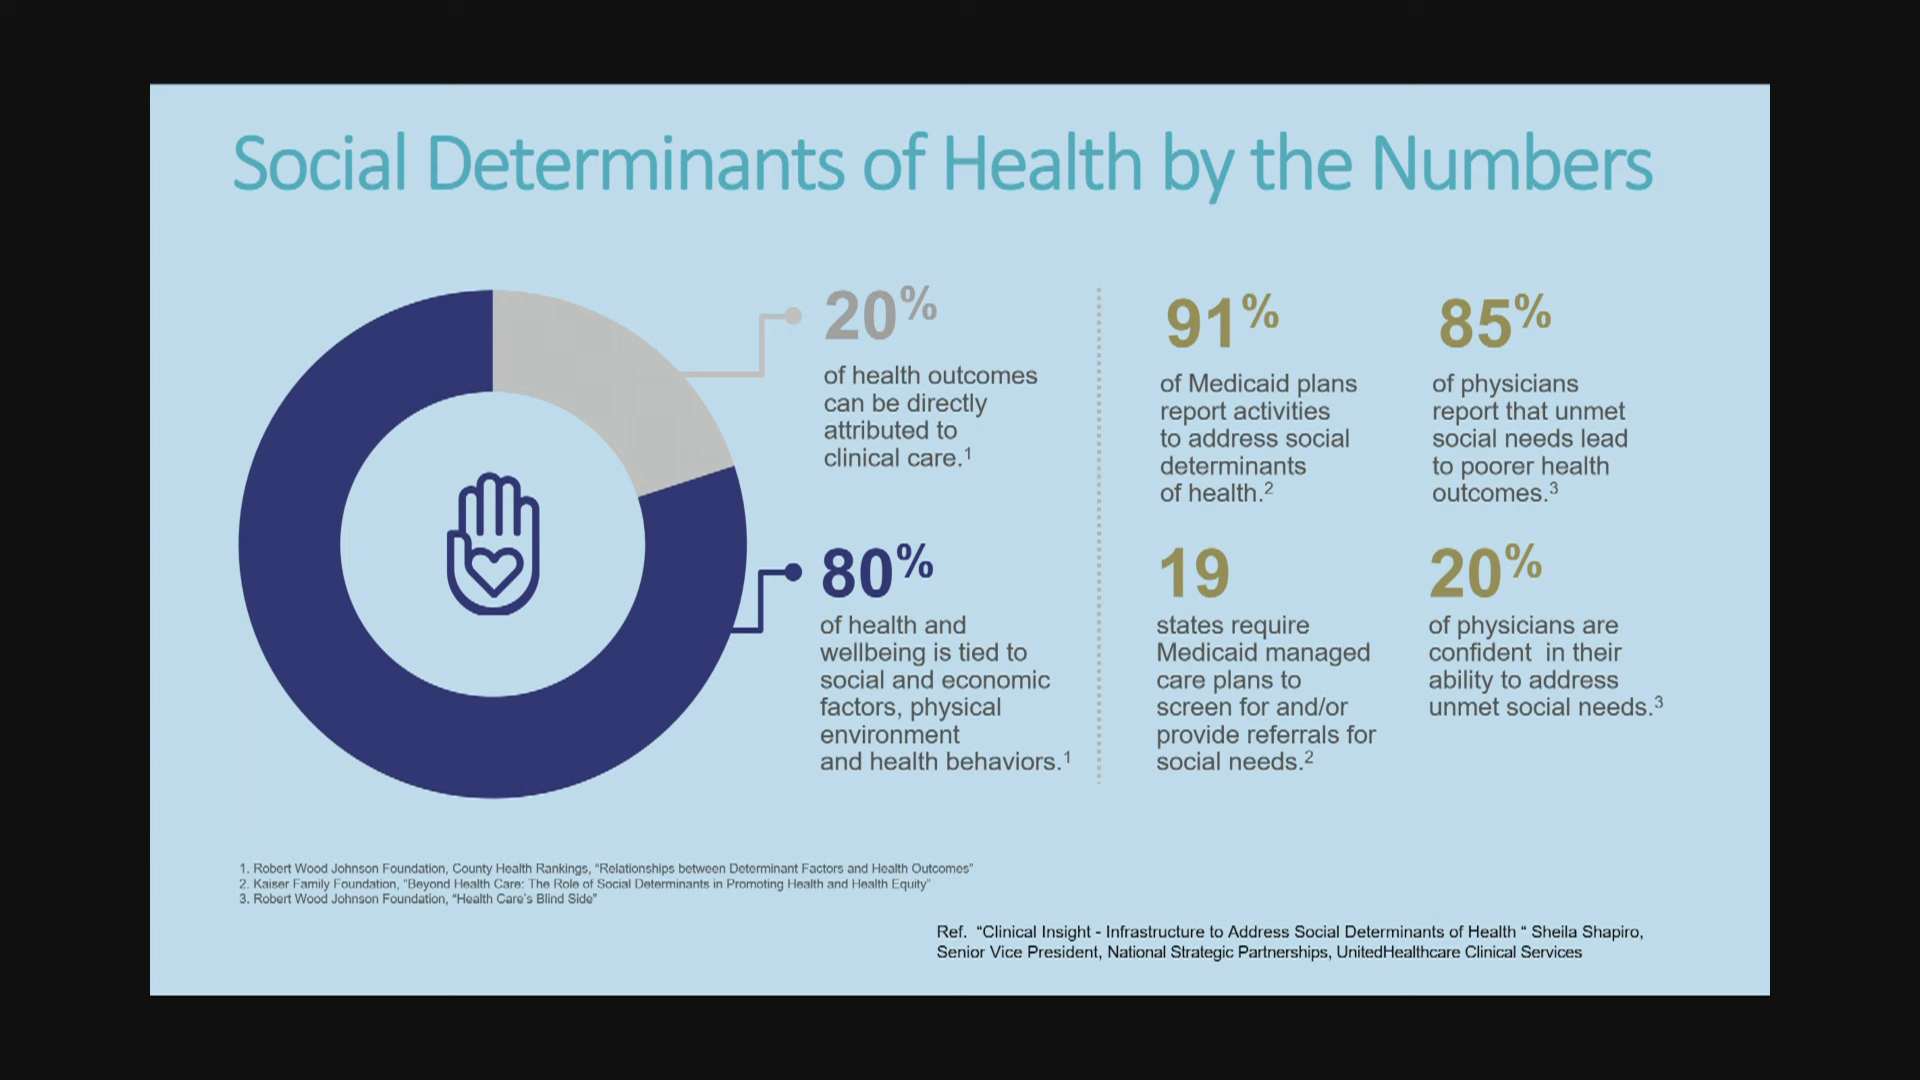 Social Determinants of Health by the Numbers
20%
of health outcomes
can be directly
attributed to
clinical care.1
80%
of health and
wellbeing is tied to
social and economic
factors, physical
environment
and health behaviors.1
91%
of Medicaid plans
report activities
to address social
determinants
of health.2
85%
of physicians
report that unmet
social needs lead
to poorer health
outcomes.3
19
states require
Medicaid managed
care plans to
screen for and/or
provide referrals for
social needs.2
20%
of physicians are
confident  in their
ability to address
unmet social needs.3
1. Robert Wood Johnson Foundation, County Health Rankings, “Relationships between Determinant Factors and Health Outcomes”
2. Kaiser Family Foundation, “Beyond Health Care: The Role of Social Determinants in Promoting Health and Health Equity”
3. Robert Wood Johnson Foundation, “Health Care’s Blind Side”
Ref.  “Clinical Insight - Infrastructure to Address Social Determinants of Health “ Sheila Shapiro,
Senior Vice President, National Strategic Partnerships, UnitedHealthcare Clinical Services